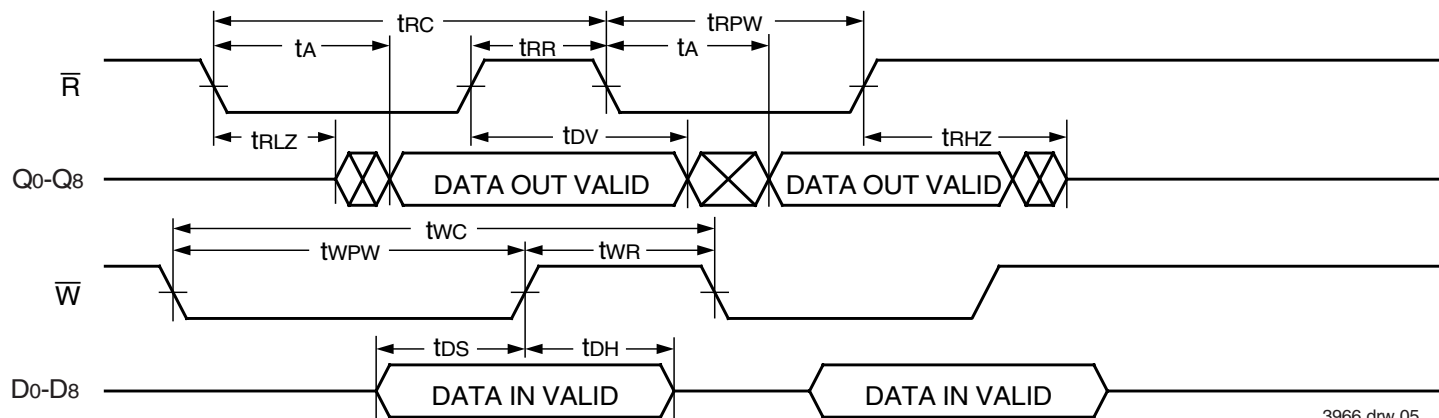 tRC tRPW
tA tRR tA
R̅
tRLZ tDV tRHZ
Q0-Q8 DATA OUT VALID DATA OUT VALID
tWC
tWPW tWR
W̅
tDS tDH
D0-D8 DATA IN VALID DATA IN VALID
3966 drw 05